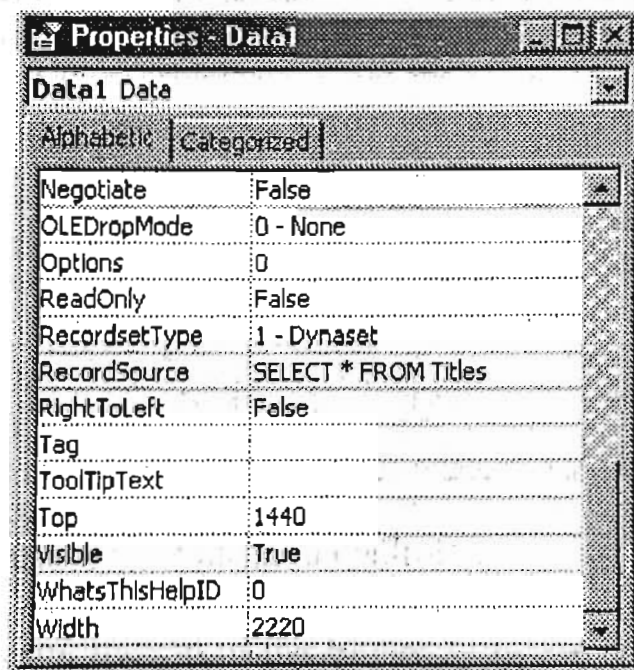 Properties - Data1
Data1 Data
Alphabetic Categorized
Negotiate False
OLEDropMode 0 - None
Options 0
ReadOnly False
RecordsetType 1 - Dynaset
RecordSource SELECT * FROM Titles
RightToLeft False
Tag
ToolTipText
Top 1440
Visible True
WhatsThisHelpID 0
Width 2220